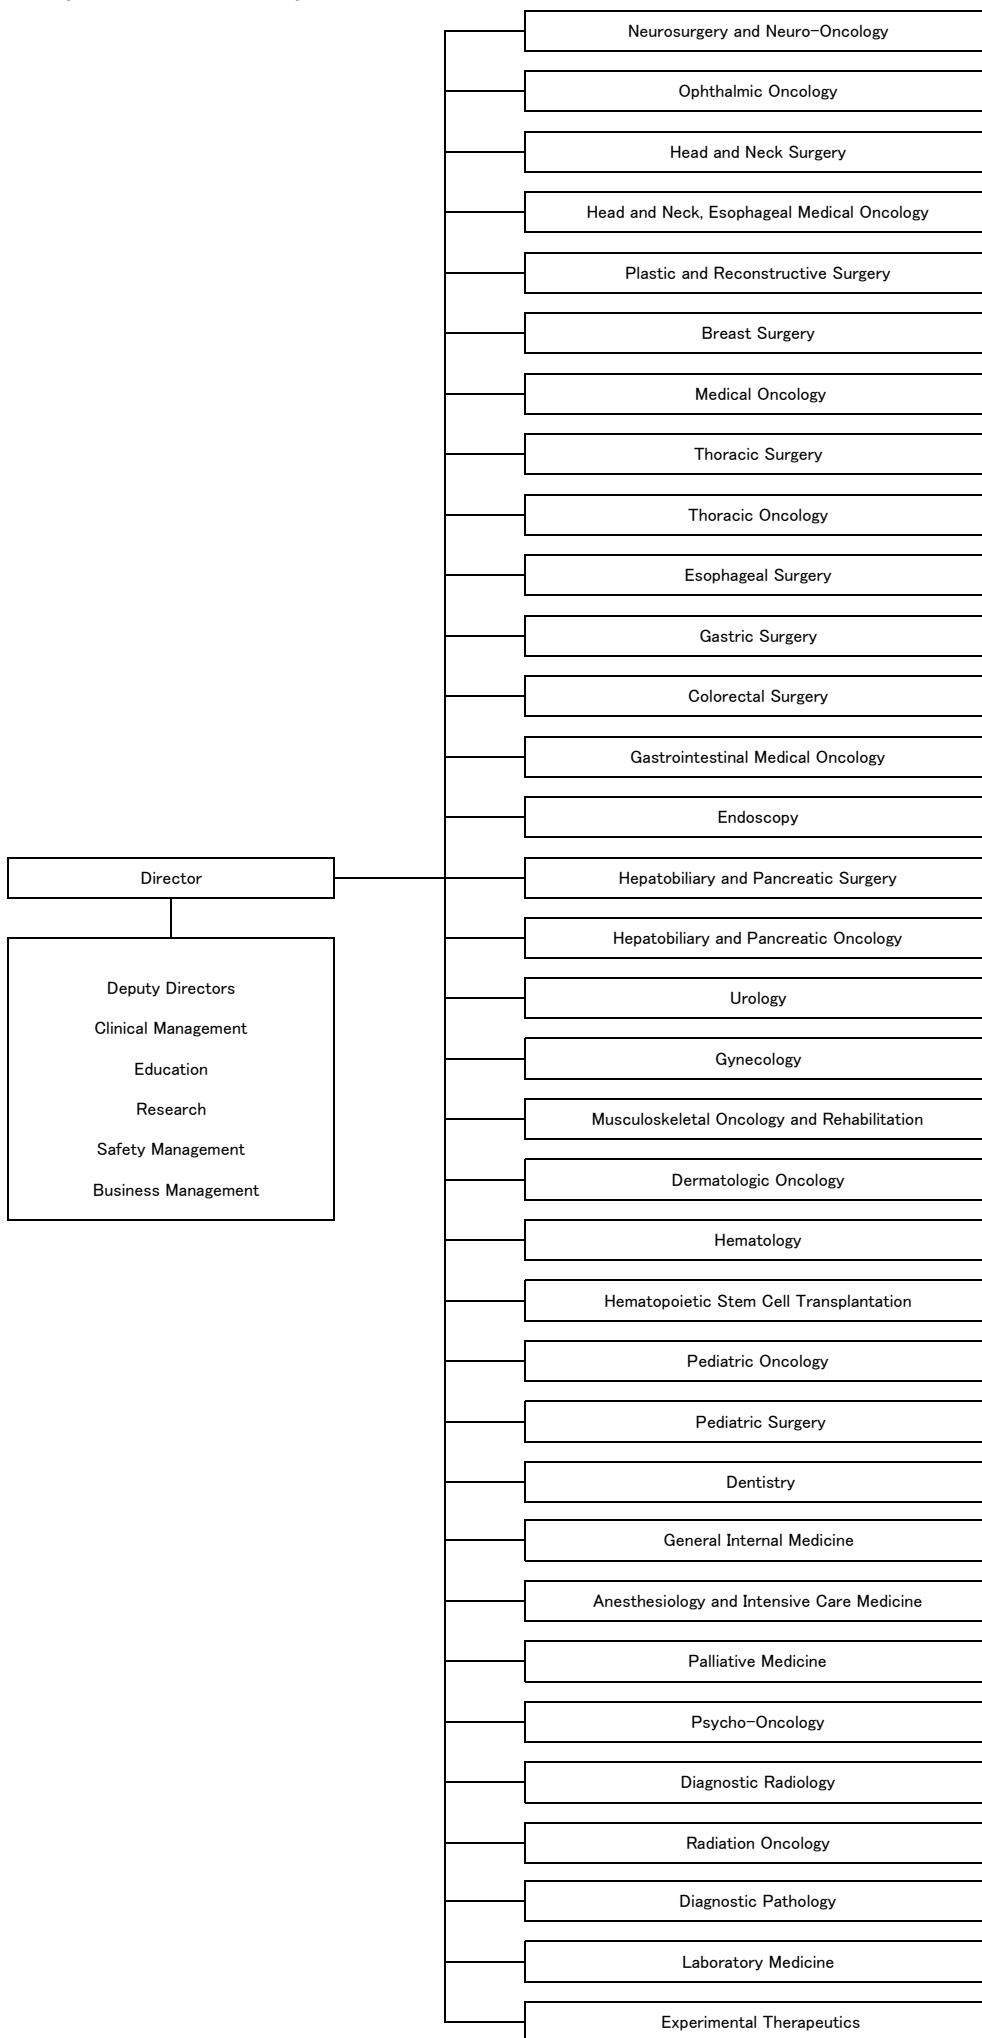 Neurosurgery and Neuro-Oncology
Ophthalmic Oncology
Head and Neck Surgery
Head and Neck, Esophageal Medical Oncology
Plastic and Reconstructive Surgery
Breast Surgery
Medical Oncology
Thoracic Surgery
Thoracic Oncology
Esophageal Surgery
Gastric Surgery
Colorectal Surgery
Gastrointestinal Medical Oncology
Endoscopy
Director
Hepatobiliary and Pancreatic Surgery
Hepatobiliary and Pancreatic Oncology
Deputy Directors
Clinical Management
Education
Research
Safety Management
Business Management
Urology
Gynecology
Musculoskeletal Oncology and Rehabilitation
Dermatologic Oncology
Hematology
Hematopoietic Stem Cell Transplantation
Pediatric Oncology
Pediatric Surgery
Dentistry
General Internal Medicine
Anesthesiology and Intensive Care Medicine
Palliative Medicine
Psycho-Oncology
Diagnostic Radiology
Radiation Oncology
Diagnostic Pathology
Laboratory Medicine
Experimental Therapeutics